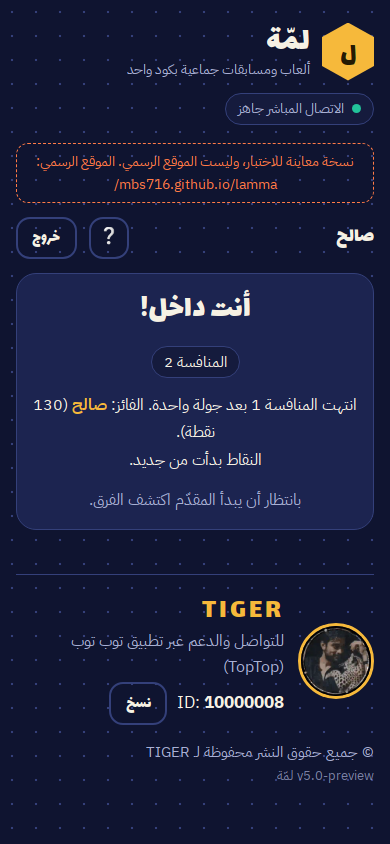 ل
لمّة
ألعاب ومسابقات جماعية بكود واحد
الاتصال المباشر جاهز
نسخة معاينة للاختبار، وليست الموقع الرسمي. الموقع الرسمي:
mbs716.github.io/lamma/
صالح
?
خروج
أنت داخل!
المنافسة 2
انتهت المنافسة 1 بعد جولة واحدة. الفائز: صالح (130
نقطة).
النقاط بدأت من جديد.
بانتظار أن يبدأ المقدّم اكتشف الفرق.
TIGER
للتواصل والدعم عبر تطبيق توب توب
(TopTop)
ID: 10000008
نسخ
© جميع حقوق النشر محفوظة لـ TIGER
v5.0-preview لمّة